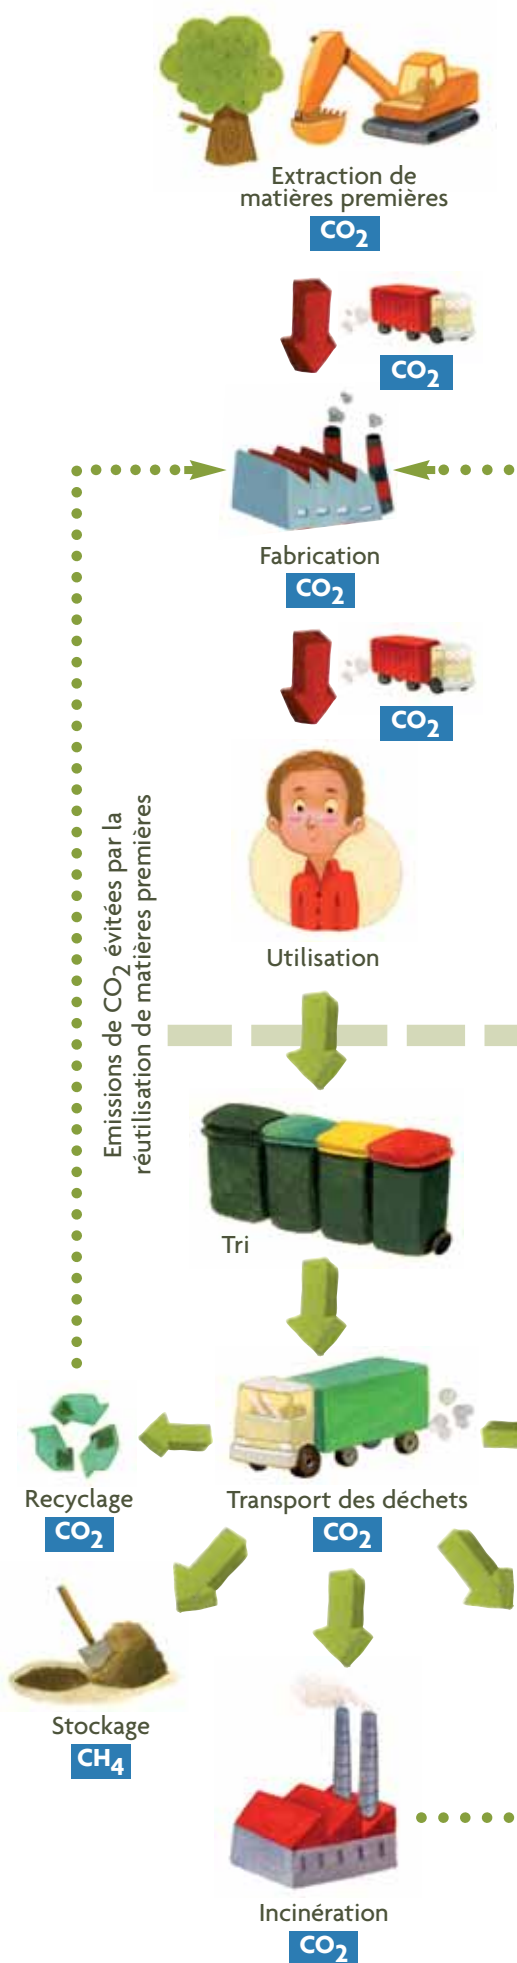 Extraction de
matières premières
CO2
CO2
Fabrication
CO2
CO2
Utilisation
Emissions de CO2 évitées par la
réutilisation de matières premières
Tri
Recyclage
CO2
Transport des déchets
CO2
Stockage
CH4
Incinération
CO2